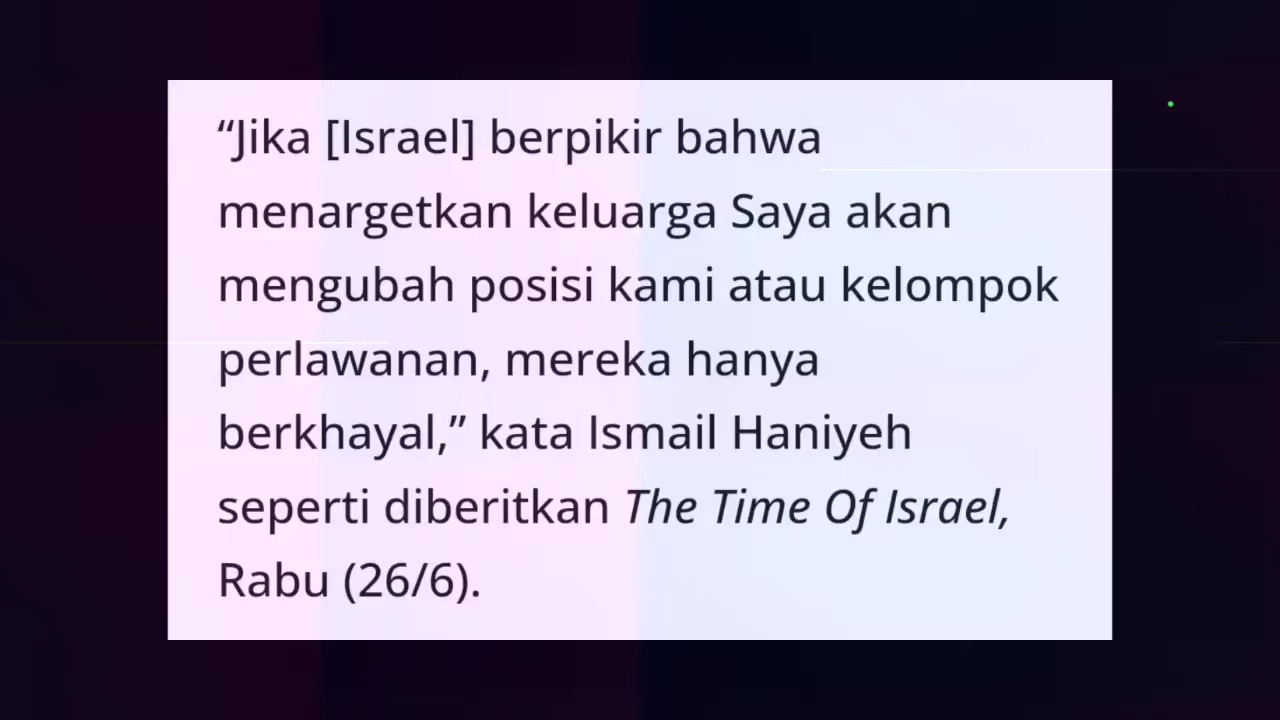 “Jika [Israel] berpikir bahwa
menargetkan keluarga Saya akan
mengubah posisi kami atau kelompok
perlawanan, mereka hanya
berkhayal,” kata Ismail Haniyeh
seperti diberitkan The Time Of Israel,
Rabu (26/6).